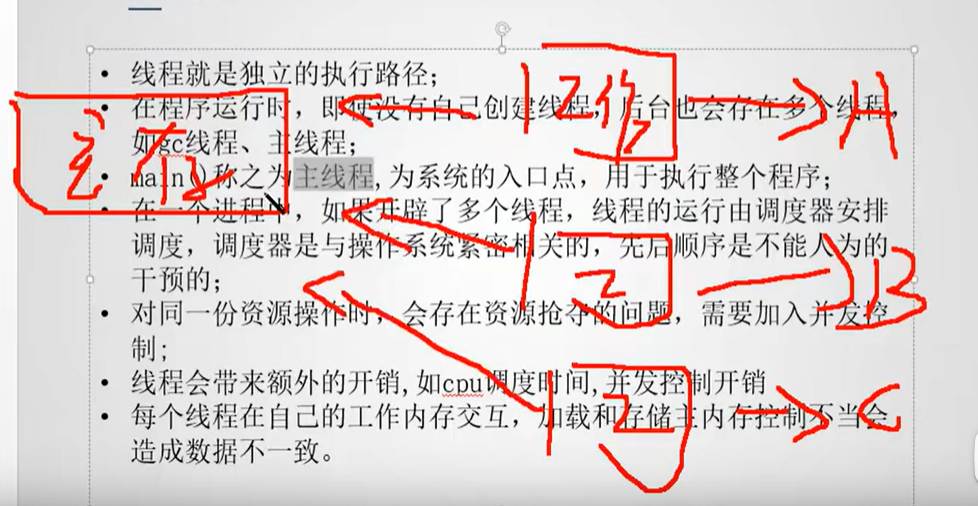 • 线程就是独立的执行路径；
• 在程序运行时，即使没有自己创建线程，后台也会存在多个线程，
如gc线程、主线程；
• main()称之为主线程,为系统的入口点，用于执行整个程序；
• 在一个进程中，如果开辟了多个线程，线程的运行由调度器安排
调度，调度器是与操作系统紧密相关的，先后顺序是不能人为的
干预的；
• 对同一份资源操作时，会存在资源抢夺的问题，需要加入并发控
制；
• 线程会带来额外的开销,如cpu调度时间,并发控制开销
• 每个线程在自己的工作内存交互，加载和存储主内存控制不当会
造成数据不一致。
主存
工作
A
B
C